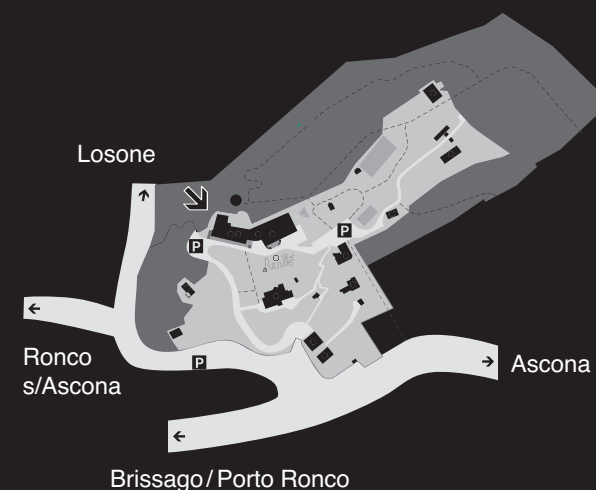 Losone
P
P
P
Ronco
s/Ascona
Ascona
Brissago/Porto Ronco